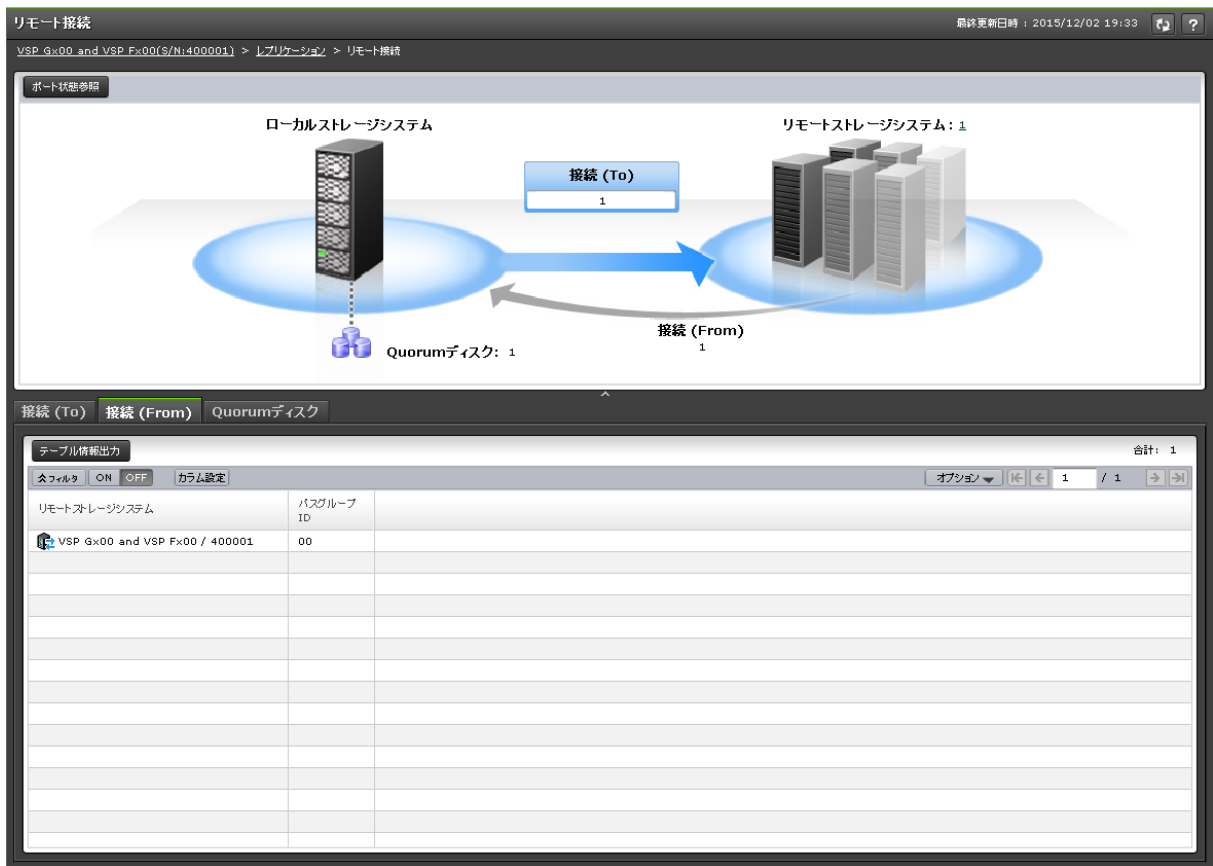 リモート接続
最終更新日時 : 2015/12/02 19:33
?
VSP Gx00 and VSP Fx00(S/N:400001) > レプリケーション > リモート接続
ポート状態参照
ローカルストレージシステム
リモートストレージシステム: 1
接続 (To)
1
接続 (From)
1
Quorumディスク: 1
接続 (To) 接続 (From) Quorumディスク
テーブル情報出力
合計: 1
フィルタ ON OFF カラム設定
オプション 1 / 1
リモートストレージシステム
パスグループ
ID
VSP Gx00 and VSP Fx00 / 400001
00